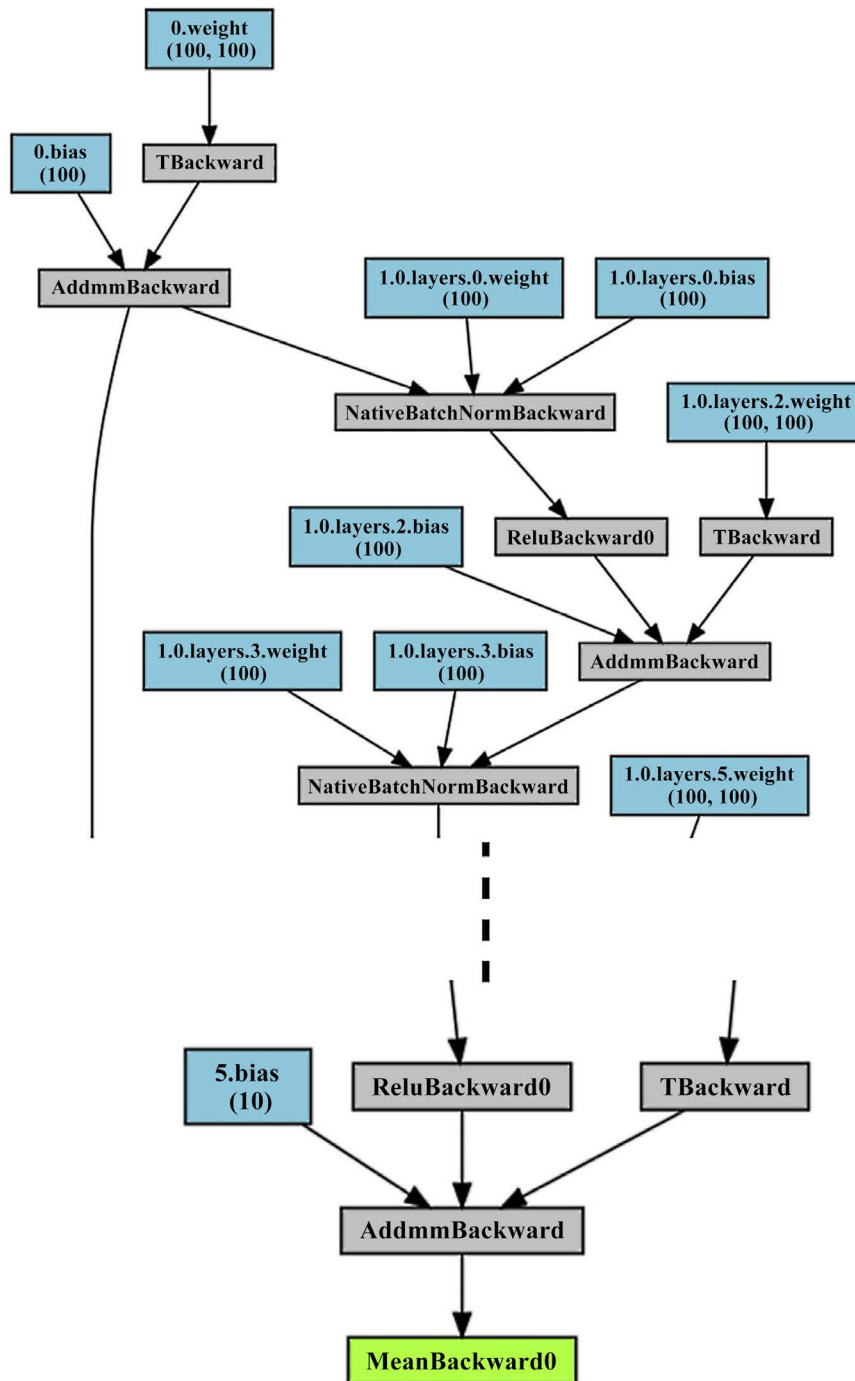 0.weight
(100, 100)
0.bias
(100)
TBackward
AddmmBackward
1.0.layers.0.weight
(100)
1.0.layers.0.bias
(100)
NativeBatchNormBackward
1.0.layers.2.weight
(100, 100)
1.0.layers.2.bias
(100)
ReluBackward0
TBackward
1.0.layers.3.weight
(100)
1.0.layers.3.bias
(100)
AddmmBackward
NativeBatchNormBackward
1.0.layers.5.weight
(100, 100)
5.bias
(10)
ReluBackward0
TBackward
AddmmBackward
MeanBackward0